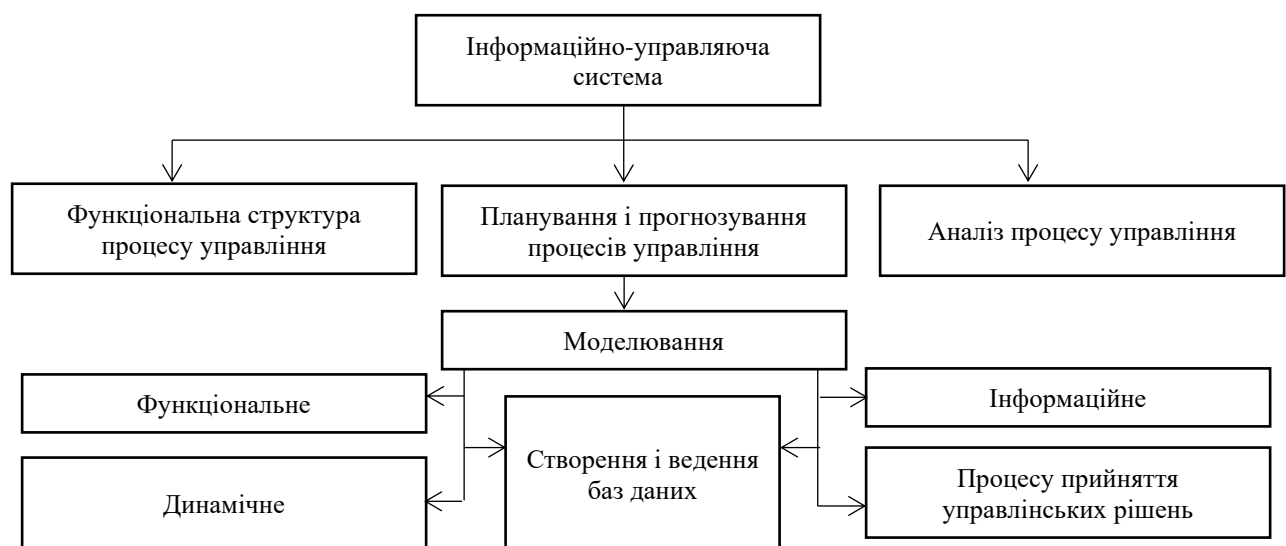 Інформаційно-управляюча
система
Функціональна структура
процесу управління
Планування і прогнозування
процесів управління
Аналіз процесу управління
Моделювання
Функціональне
Інформаційне
Створення і ведення
баз даних
Динамічне
Процесу прийняття
управлінських рішень